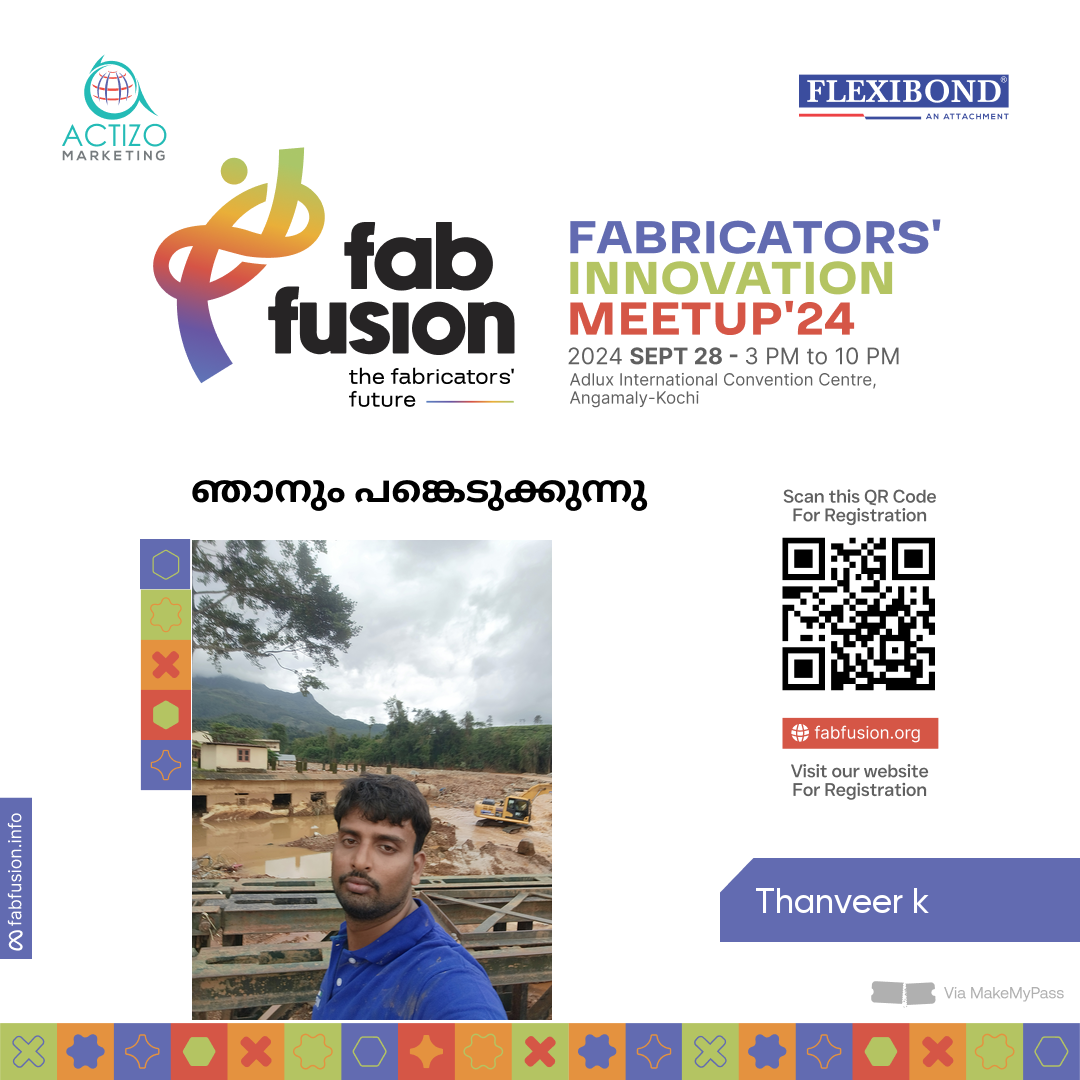 ACTIZO
MARKETING
FLEXIBOND®
AN ATTACHMENT
fab
fusion
the fabricators'
future
FABRICATORS'
INNOVATION
MEETUP'24
2024 SEPT 28 - 3 PM to 10 PM
Adlux International Convention Centre,
Angamaly-Kochi
ഞാനും പങ്കെടുക്കുന്നു
Scan this QR Code
For Registration
fabfusion.org
Visit our website
For Registration
fabfusion.info
Thanveer k
Via MakeMyPass